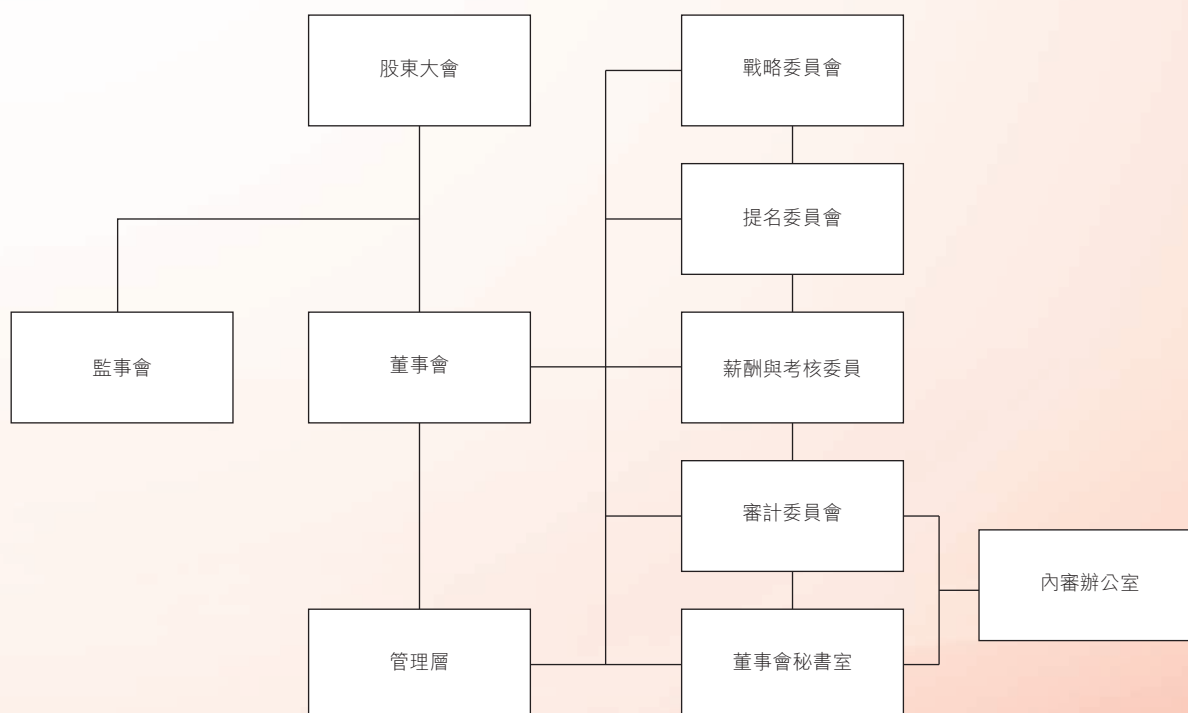 股東大會
戰略委員會
提名委員會
監事會
董事會
薪酬與考核委員
審計委員會
內審辦公室
管理層
董事會秘書室